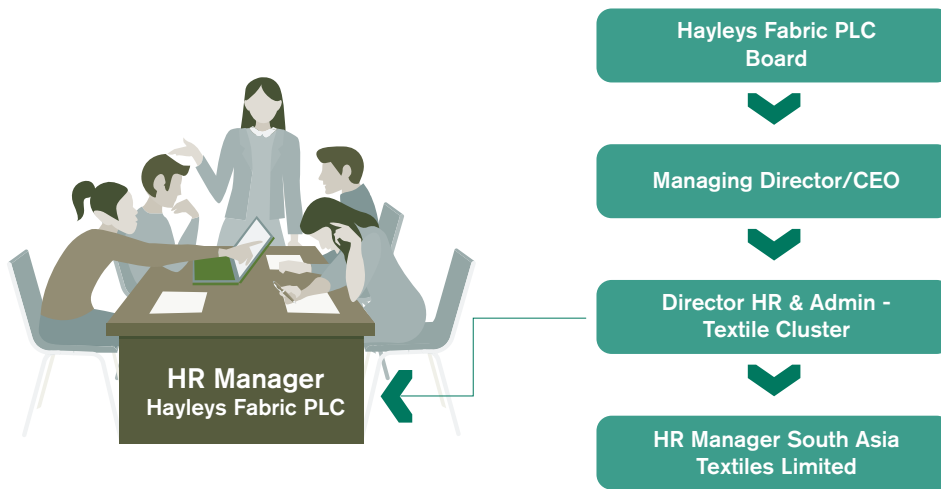 Hayleys Fabric PLC
Board
Managing Director/CEO
Director HR & Admin -
Textile Cluster
HR Manager
Hayleys Fabric PLC
HR Manager South Asia
Textiles Limited